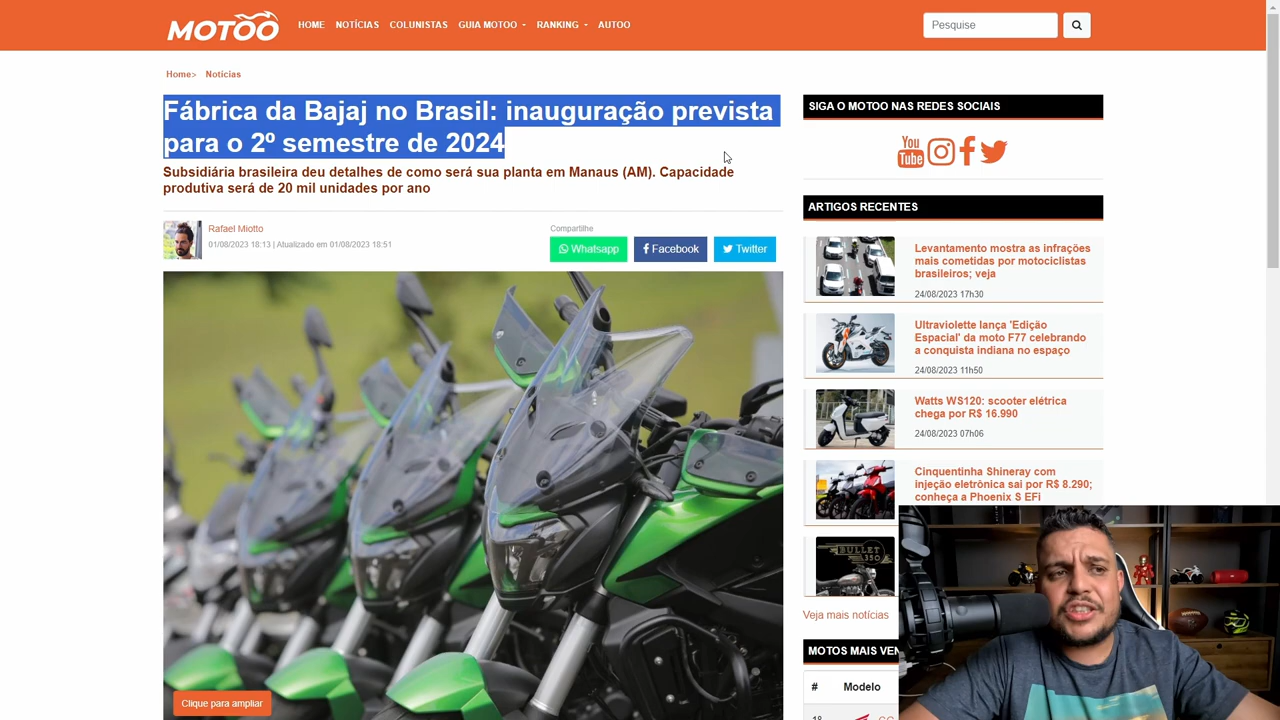 MOTOO
HOME NOTÍCIAS COLUNISTAS GUIA MOTOO RANKING AUTOO
Pesquise
Home> Notícias
Fábrica da Bajaj no Brasil: inauguração prevista
para o 2º semestre de 2024
Subsidiária brasileira deu detalhes de como será sua planta em Manaus (AM). Capacidade
produtiva será de 20 mil unidades por ano
Rafael Miotto
01/08/2023 18:13 | Atualizado em 01/08/2023 18:51
Compartilhe
Whatsapp
Facebook
Twitter
Clique para ampliar
SIGA O MOTOO NAS REDES SOCIAIS
You
Tube
ARTIGOS RECENTES
Levantamento mostra as infrações
mais cometidas por motociclistas
brasileiros; veja
24/08/2023 17h30
Ultraviolette lança 'Edição
Espacial' da moto F77 celebrando
a conquista indiana no espaço
24/08/2023 11h50
Watts WS120: scooter elétrica
chega por R$ 16.990
24/08/2023 07h06
Cinquentinha Shineray com
injeção eletrônica sai por R$ 8.290;
conheça a Phoenix S EFi
BULLET
350
Veja mais notícias
MOTOS MAIS VEN
# Modelo
1º CG